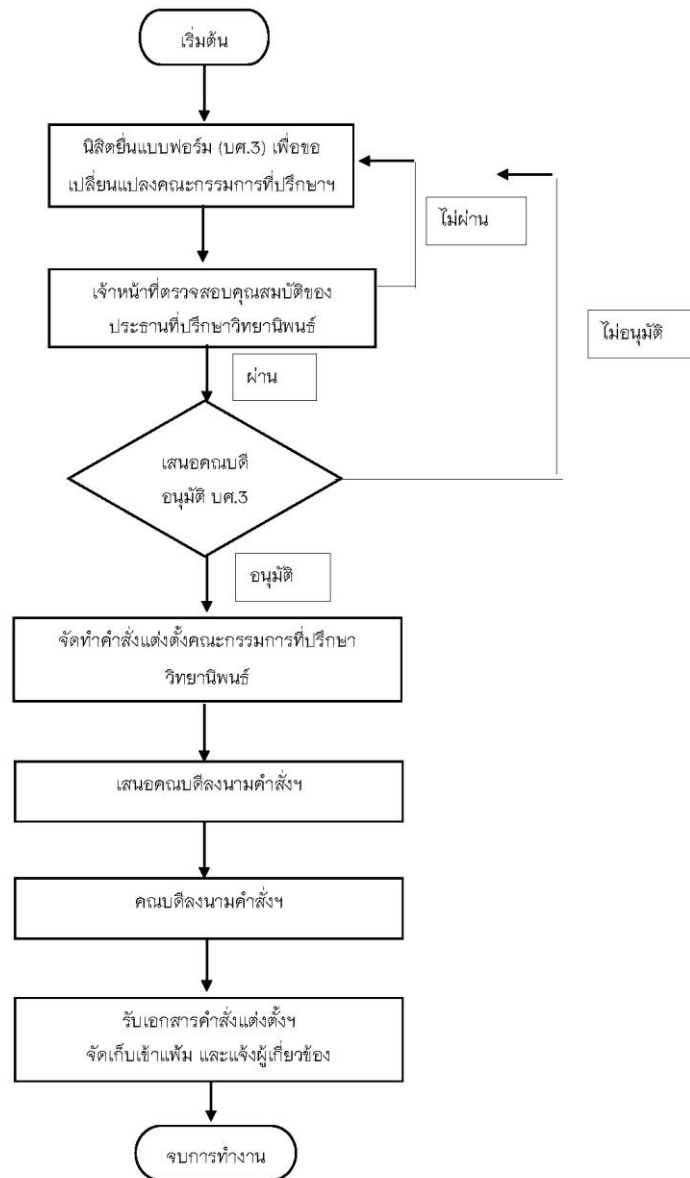 เริ่มต้น
นิสิตยื่นแบบฟอร์ม (บศ.3) เพื่อขอ
เปลี่ยนแปลงคณะกรรมการที่ปรึกษาฯ
ไม่ผ่าน
เจ้าหน้าที่ตรวจสอบคุณสมบัติของ
ประธานที่ปรึกษาวิทยานิพนธ์
ไม่อนุมัติ
ผ่าน
เสนอคณบดี
อนุมัติ บศ.3
อนุมัติ
จัดทำคำสั่งแต่งตั้งคณะกรรมการที่ปรึกษา
วิทยานิพนธ์
เสนอคณบดีลงนามคำสั่งฯ
คณบดีลงนามคำสั่งฯ
รับเอกสารคำสั่งแต่งตั้งฯ
จัดเก็บเข้าแฟ้ม และแจ้งผู้เกี่ยวข้อง
จบการทำงาน